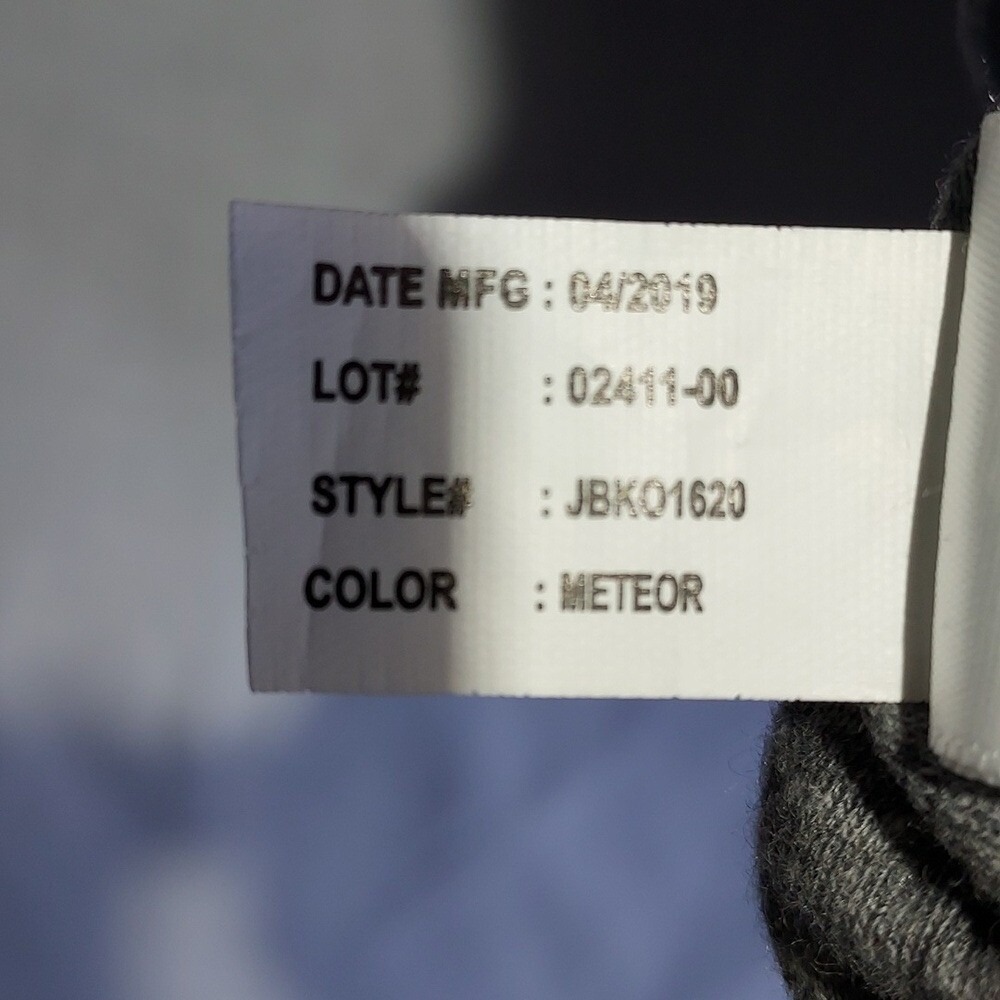 DATE MFG : 04/2019
LOT# : 02411-00
STYLE# : JBKO1620
COLOR : METEOR